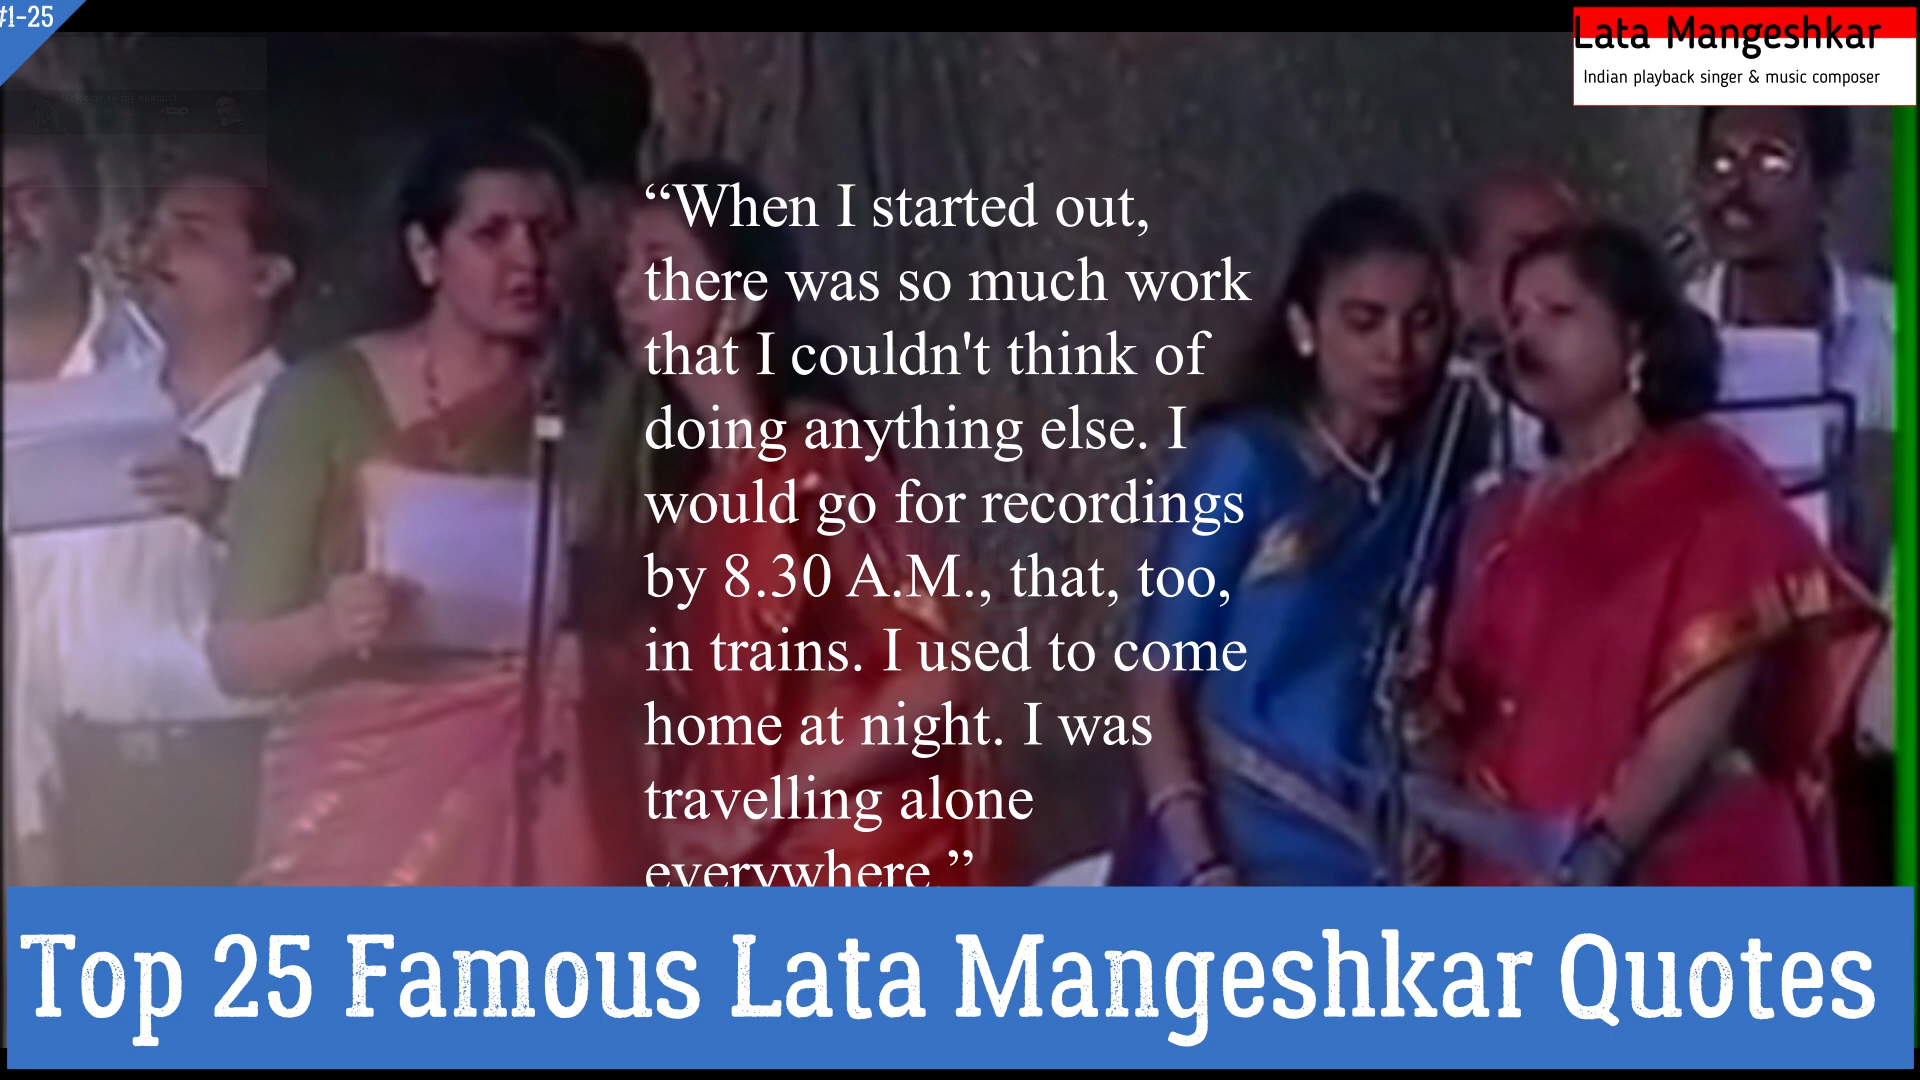 #1-25
Lata Mangeshkar
Indian playback singer & music composer
“When I started out,
there was so much work
that I couldn't think of
doing anything else. I
would go for recordings
by 8.30 A.M., that, too,
in trains. I used to come
home at night. I was
travelling alone
everywhere.”
Top 25 Famous Lata Mangeshkar Quotes